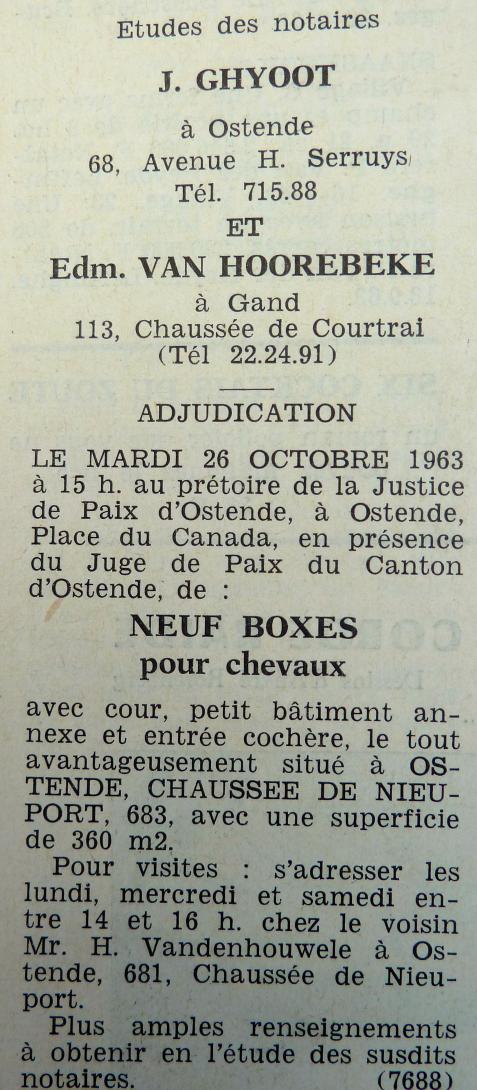 Etudes des notaires
J. GHYOOT
à Ostende
68, Avenue H. Serruys
Tél. 715.88
ET
Edm. VAN HOOREBEKE
à Gand
113, Chaussée de Courtrai
(Tél 22.24.91)
ADJUDICATION
LE MARDI 26 OCTOBRE 1963
à 15 h. au prétoire de la Justice
de Paix d'Ostende, à Ostende,
Place du Canada, en présence
du Juge de Paix du Canton
d'Ostende, de :
NEUF BOXES
pour chevaux
avec cour, petit bâtiment an-
nexe et entrée cochère, le tout
avantageusement situé à OS-
TENDE, CHAUSSEE DE NIEU-
PORT, 683, avec une superficie
de 360 m2.
Pour visites : s'adresser les
lundi, mercredi et samedi en-
tre 14 et 16 h. chez le voisin
Mr. H. Vandenhouwele à Os-
tende, 681, Chaussée de Nieu-
port.
Plus amples renseignements
à obtenir en l'étude des susdits
notaires. (7688)